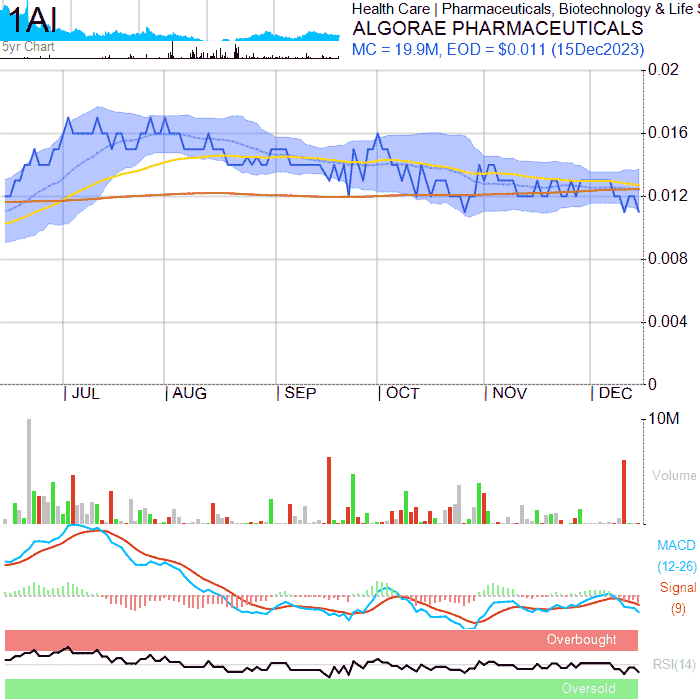 1AI
5yr Chart
Health Care | Pharmaceuticals, Biotechnology & Life S
ALGORAE PHARMACEUTICALS
MC = 19.9M, EOD = $0.011 (15Dec2023)
0.02
0.016
0.012
0.008
0.004
0
JUL AUG SEP OCT NOV DEC
10M
Volume
MACD
(12-26)
Signal
(9)
Overbought
RSI(14)
Oversold